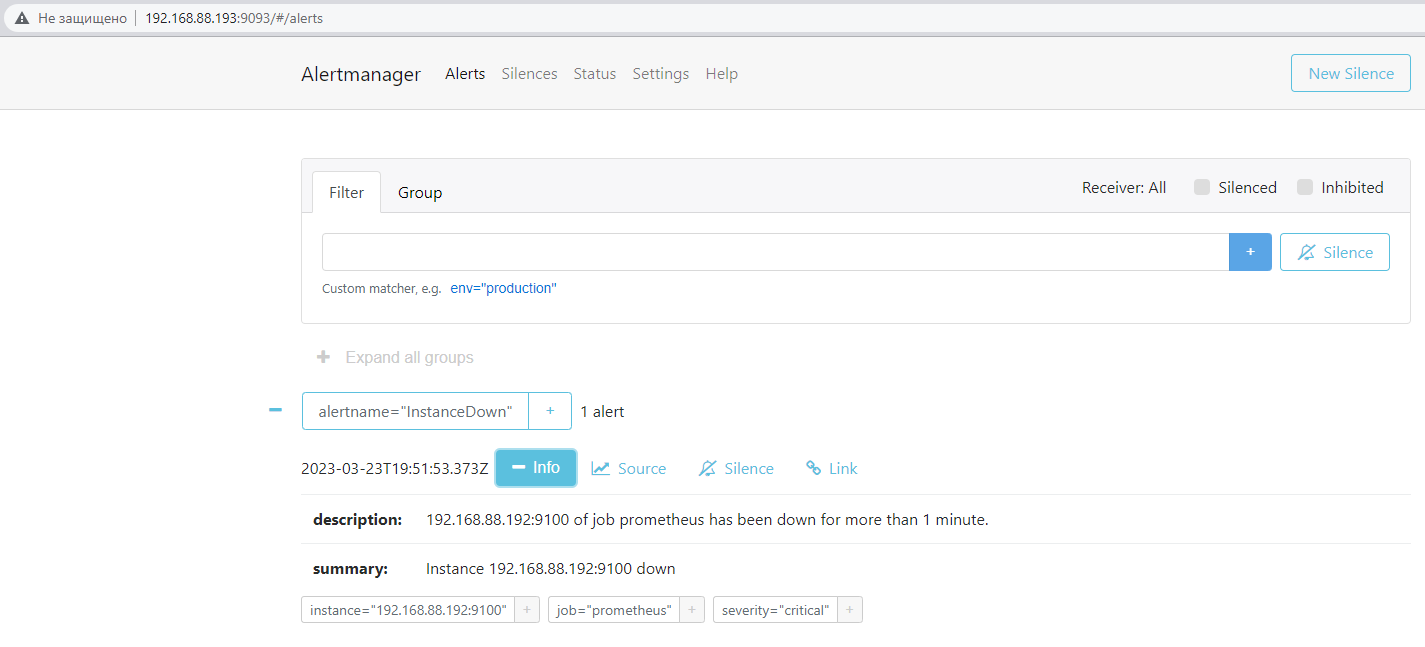 Не защищено 192.168.88.193:9093/#/alerts
Alertmanager Alerts Silences Status Settings Help New Silence
Filter Group Receiver: All Silenced Inhibited
+ Silence
Custom matcher, e.g. env="production"
+ Expand all groups
alertname="InstanceDown" + 1 alert
2023-03-23T19:51:53.373Z Info Source Silence Link
description: 192.168.88.192:9100 of job prometheus has been down for more than 1 minute.
summary: Instance 192.168.88.192:9100 down
instance="192.168.88.192:9100" + job="prometheus" + severity="critical" +